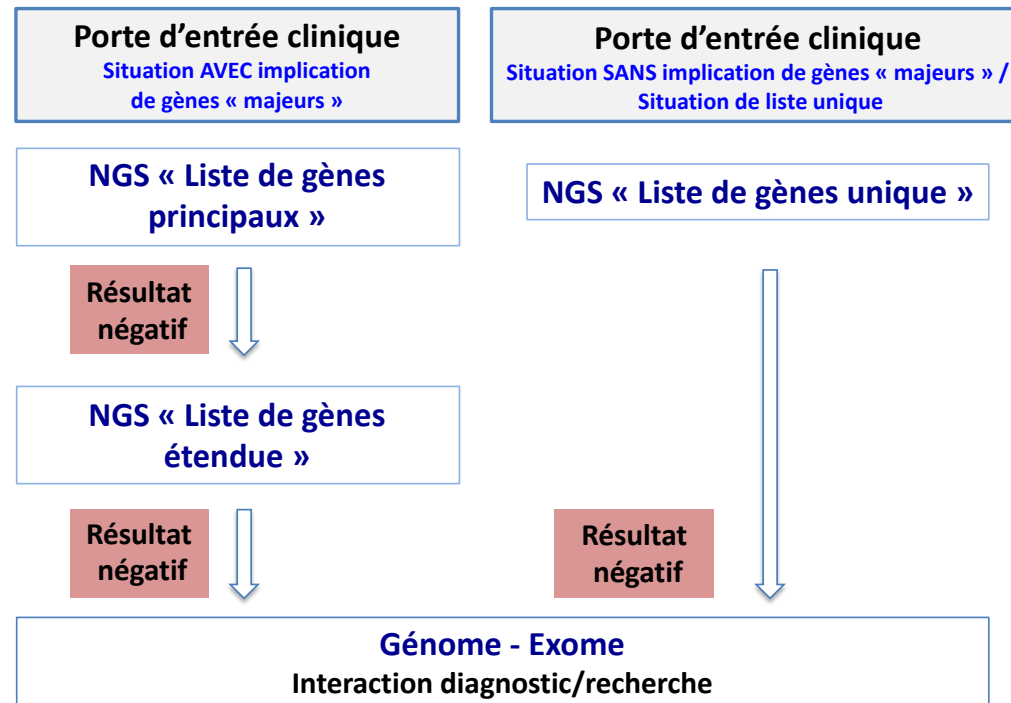 Porte d’entrée clinique
Situation AVEC implication
de gènes « majeurs »
Porte d’entrée clinique
Situation SANS implication de gènes « majeurs » /
Situation de liste unique
NGS « Liste de gènes
principaux »
NGS « Liste de gènes unique »
Résultat
négatif
NGS « Liste de gènes
étendue »
Résultat
négatif
Résultat
négatif
Génome - Exome
Interaction diagnostic/recherche